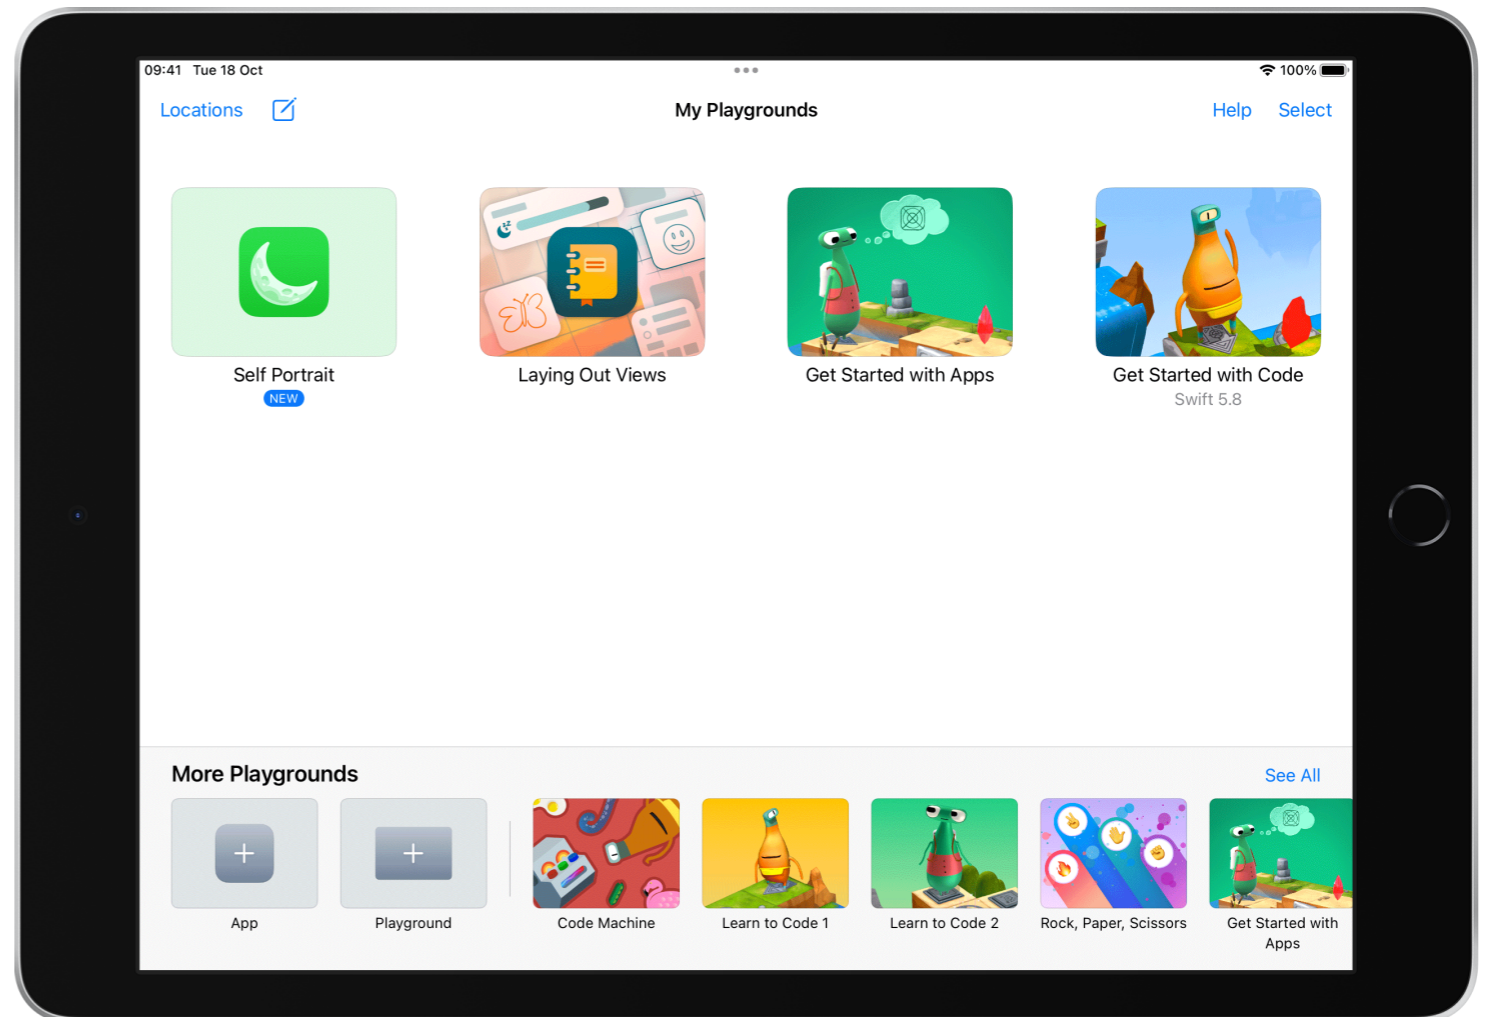 09:41 Tue 18 Oct
100%
Locations
My Playgrounds
Help Select
Self Portrait
NEW
Laying Out Views
Get Started with Apps
Get Started with Code
Swift 5.8
More Playgrounds
See All
App
Playground
Code Machine
Learn to Code 1
Learn to Code 2
Rock, Paper, Scissors
Get Started with
Apps